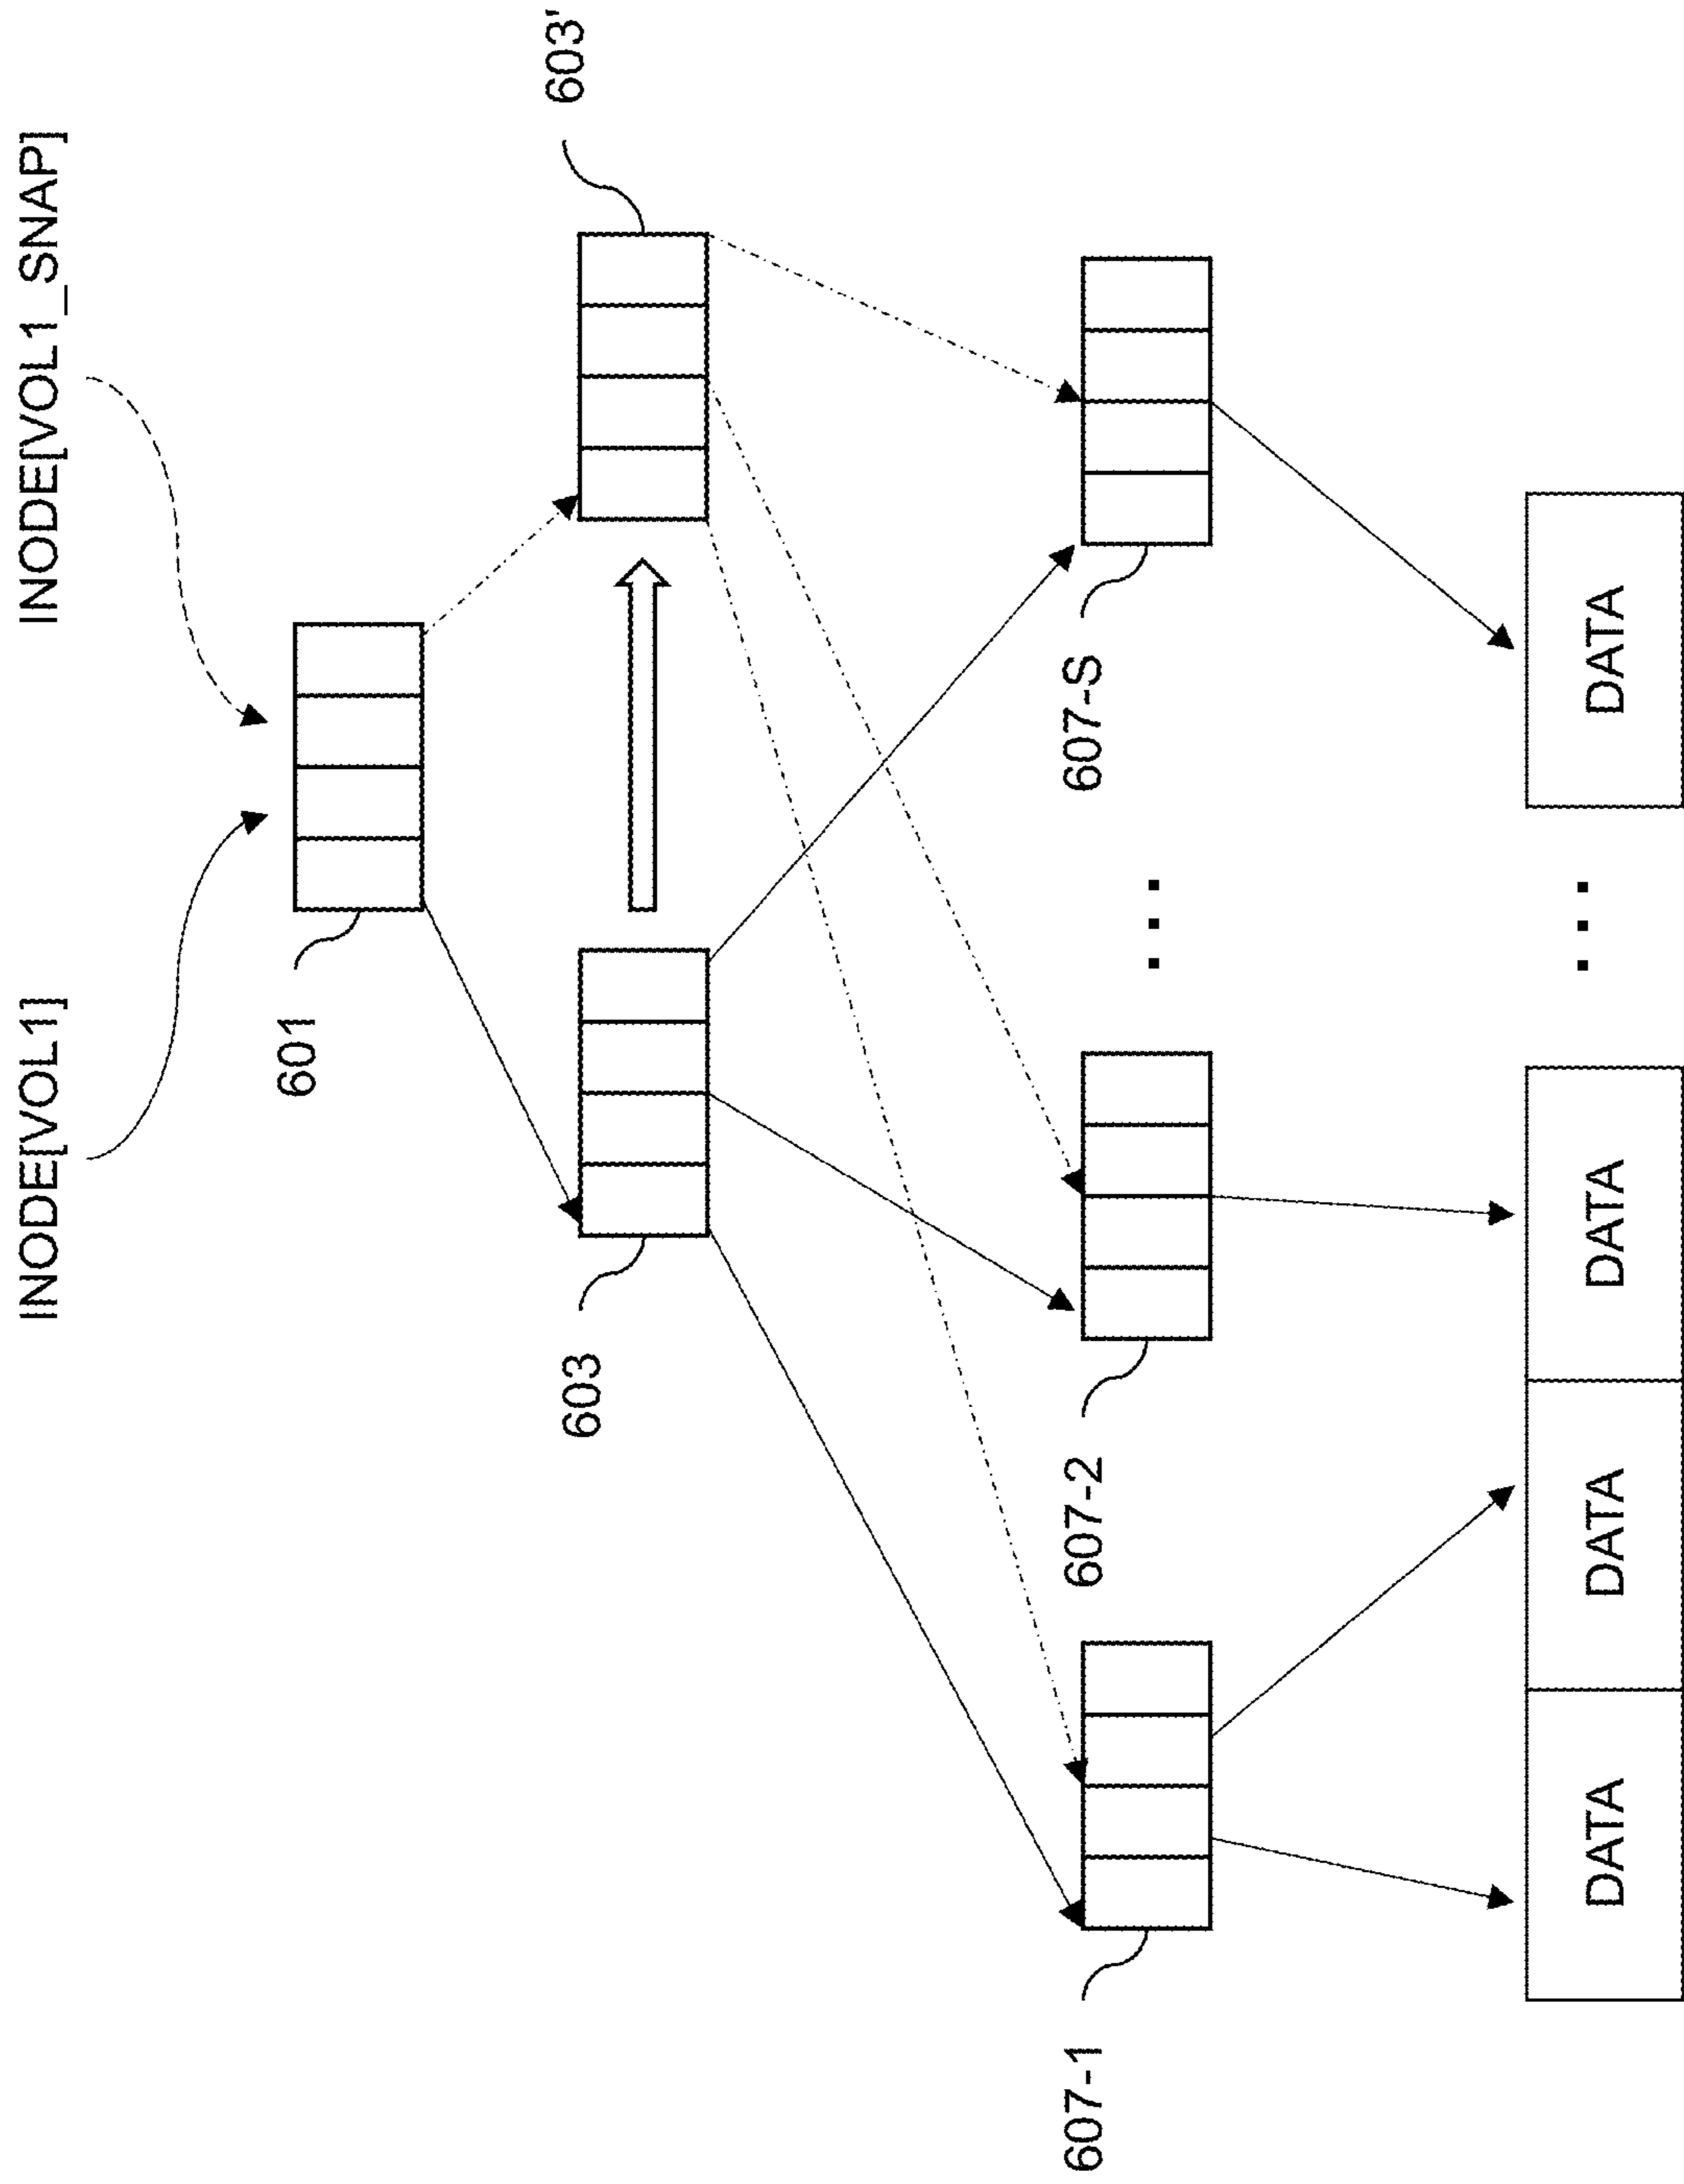 INODE[VOL1]
INODE[VOL1_SNAP]
601
603
603'
607-1
607-2
607-S
DATA
DATA
DATA
DATA